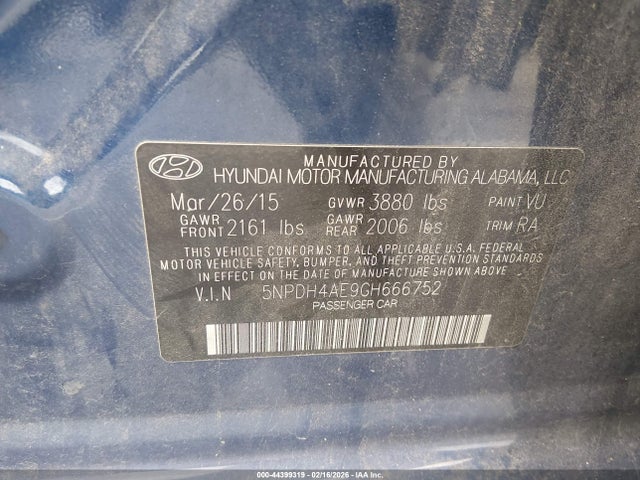 MANUFACTURED BY
HYUNDAI MOTOR MANUFACTURING ALABAMA, LLC
Mar/26/15 GVWR 3880 lbs PAINT VU
GAWR FRONT 2161 lbs GAWR REAR 2006 lbs TRIM RA
THIS VEHICLE CONFORMS TO ALL APPLICABLE U.S.A. FEDERAL
MOTOR VEHICLE SAFETY, BUMPER, AND THEFT PREVENTION STANDARDS
IN EFFECT ON THE DATE OF MANUFACTURE SHOWN ABOVE
V.I.N 5NPDH4AE9GH666752
PASSENGER CAR
000-44399319 | 02/16/2026 - COPYRIGHT IAA, LLC.